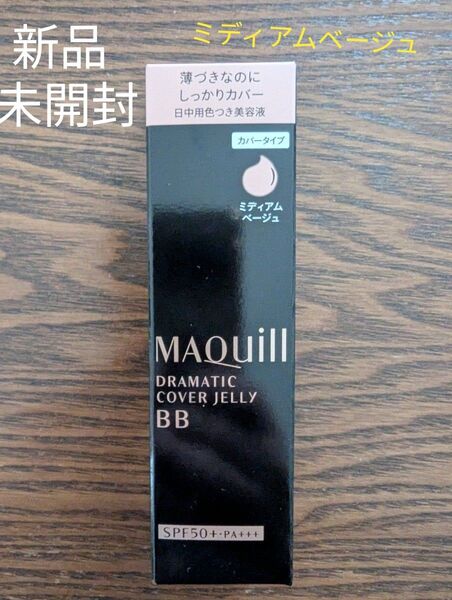 新品
未開封
ミディアムベージュ
薄づきなのに
しっかりカバー
日中用色つき美容液
カバータイプ
ミディアム
ベージュ
MAQuill
DRAMATIC
COVER JELLY
BB
SPF50+・PA+++